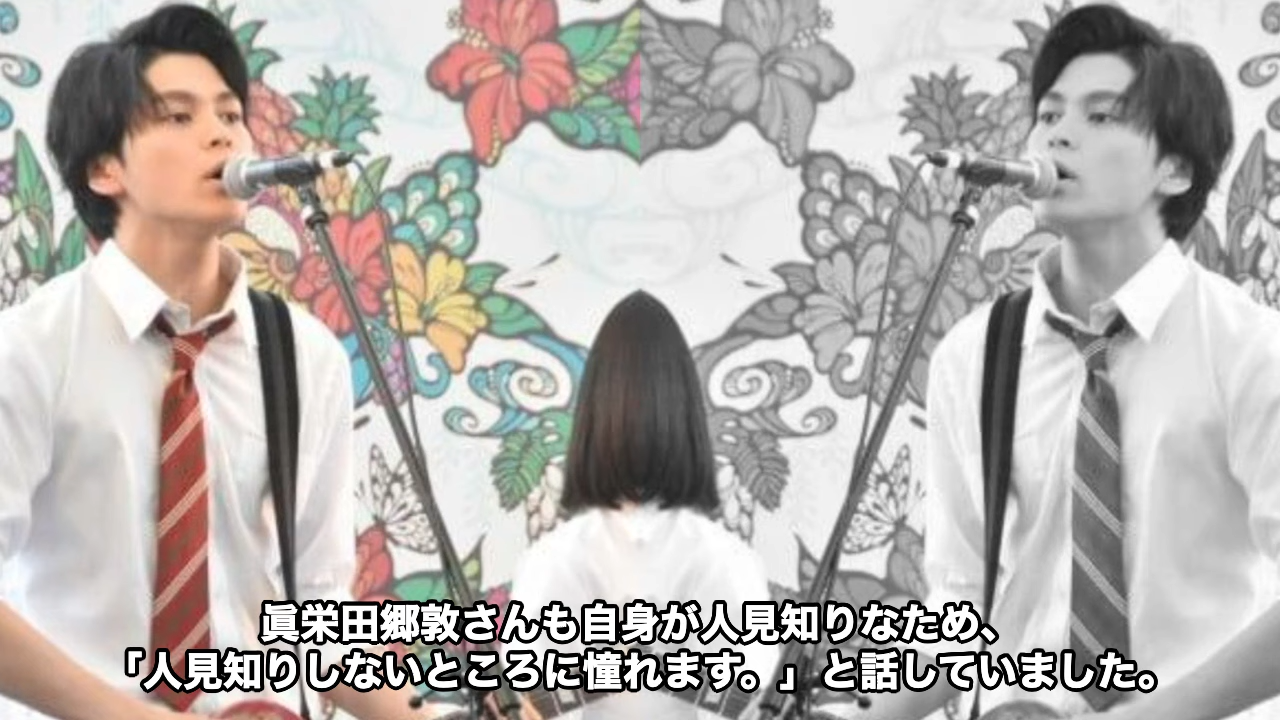 眞栄田郷敦さんも自身が人見知りなため、
「人見知りしないところに憧れます。」と話していました。